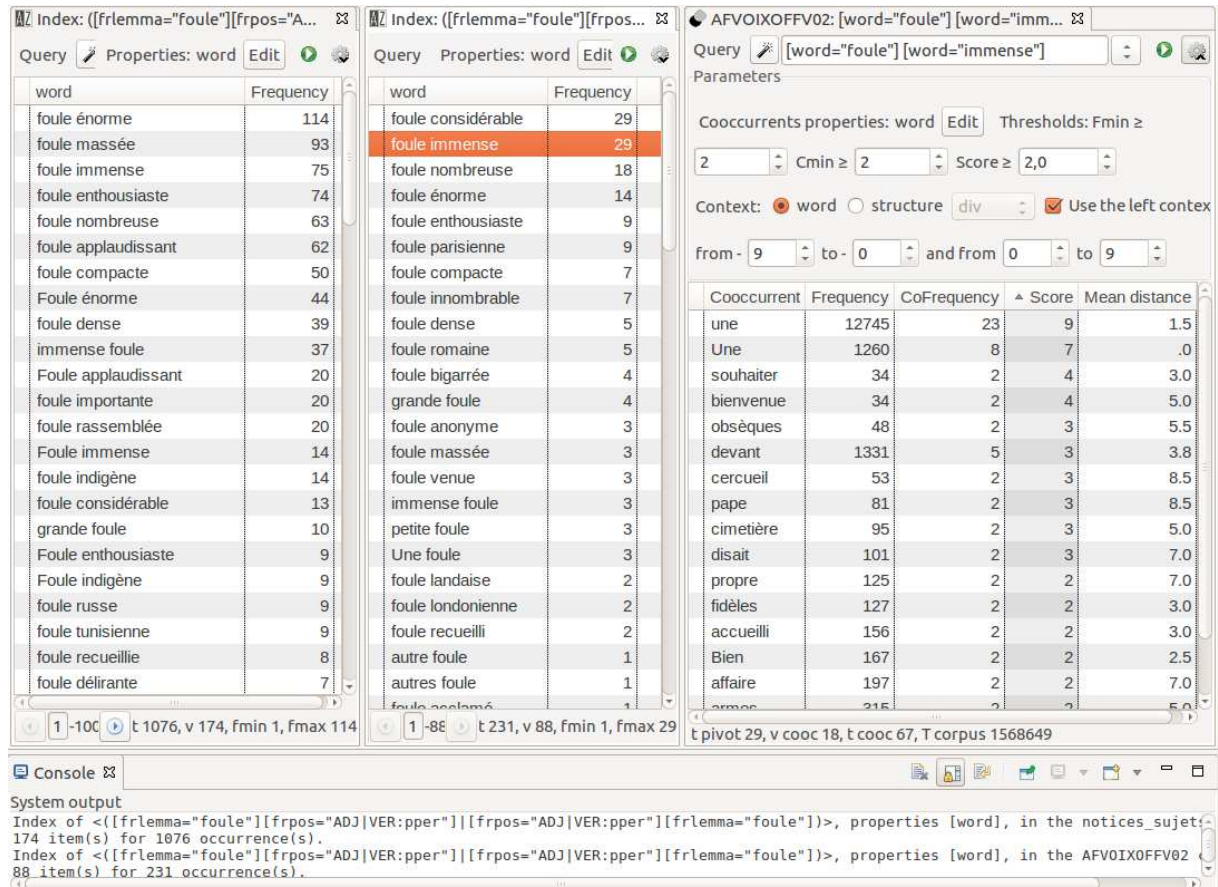 Index: ([frlemma="foule"][frpos="A...
Query Properties: word Edit
word Frequency
foule énorme 114
foule massée 93
foule immense 75
foule enthousiaste 74
foule nombreuse 63
foule applaudissant 62
foule compacte 50
Foule énorme 44
foule dense 39
immense foule 37
Foule applaudissant 20
foule importante 20
foule rassemblée 20
Foule immense 14
foule indigène 14
foule considérable 13
grande foule 10
Foule enthousiaste 9
Foule indigène 9
foule russe 9
foule tunisienne 9
foule recueillie 8
foule délirante 7
1 -100 t 1076, v 174, fmin 1, fmax 114
Index: ([frlemma="foule"][frpos...
Query Properties: word Edit
word Frequency
foule considérable 29
foule immense 29
foule nombreuse 18
foule énorme 14
foule enthousiaste 9
foule parisienne 9
foule compacte 7
foule innombrable 7
foule dense 5
foule romaine 5
foule bigarrée 4
grande foule 4
foule anonyme 3
foule massée 3
foule venue 3
immense foule 3
petite foule 3
Une foule 3
foule landaise 2
foule londonienne 2
foule recueilli 2
autre foule 1
autres foule 1
foule acclamé 1
1 -88 t 231, v 88, fmin 1, fmax 29
AFVOIXOFFV02: [word="foule"] [word="imm...
Query [word="foule"] [word="immense"]
Parameters
Cooccurrents properties: word Edit Thresholds: Fmin ≥
2 Cmin ≥ 2 Score ≥ 2,0
Context: word structure div Use the left contex
from - 9 to - 0 and from 0 to 9
Cooccurrent Frequency CoFrequency Score Mean distance
une 12745 23 9 1.5
Une 1260 8 7 .0
souhaiter 34 2 4 3.0
bienvenue 34 2 4 5.0
obsèques 48 2 3 5.5
devant 1331 5 3 3.8
cercueil 53 2 3 8.5
pape 81 2 3 8.5
cimetière 95 2 3 5.0
disait 101 2 3 7.0
propre 125 2 2 7.0
fidèles 127 2 2 3.0
accueilli 156 2 2 3.0
Bien 167 2 2 2.5
affaire 197 2 2 7.0
armes 315 2 2 5.0
t pivot 29, v cooc 18, t cooc 67, T corpus 1568649
Console
System output
Index of <([frlemma="foule"][frpos="ADJ|VER:pper"]|[frpos="ADJ|VER:pper"][frlemma="foule"])>, properties [word], in the notices_sujets
174 item(s) for 1076 occurrence(s).
Index of <([frlemma="foule"][frpos="ADJ|VER:pper"]|[frpos="ADJ|VER:pper"][frlemma="foule"])>, properties [word], in the AFVOIXOFFV02
88 item(s) for 231 occurrence(s).